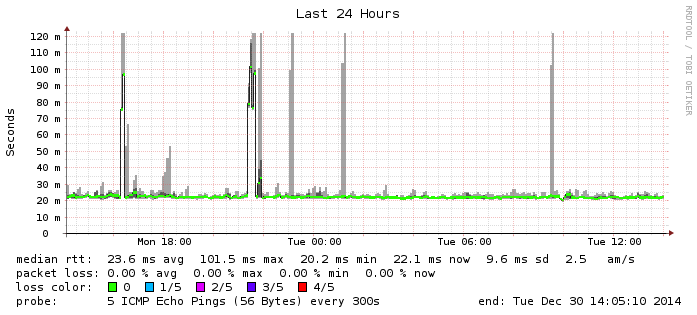 Last 24 Hours
RRDTOOL / TOBI OETIKER
Seconds
120 m
110 m
100 m
90 m
80 m
70 m
60 m
50 m
40 m
30 m
20 m
10 m
0
Mon 18:00 Tue 00:00 Tue 06:00 Tue 12:00
median rtt: 23.6 ms avg 101.5 ms max 20.2 ms min 22.1 ms now 9.6 ms sd 2.5 am/s
packet loss: 0.00 % avg 0.00 % max 0.00 % min 0.00 % now
loss color: 0 1/5 2/5 3/5 4/5
probe: 5 ICMP Echo Pings (56 Bytes) every 300s end: Tue Dec 30 14:05:10 2014